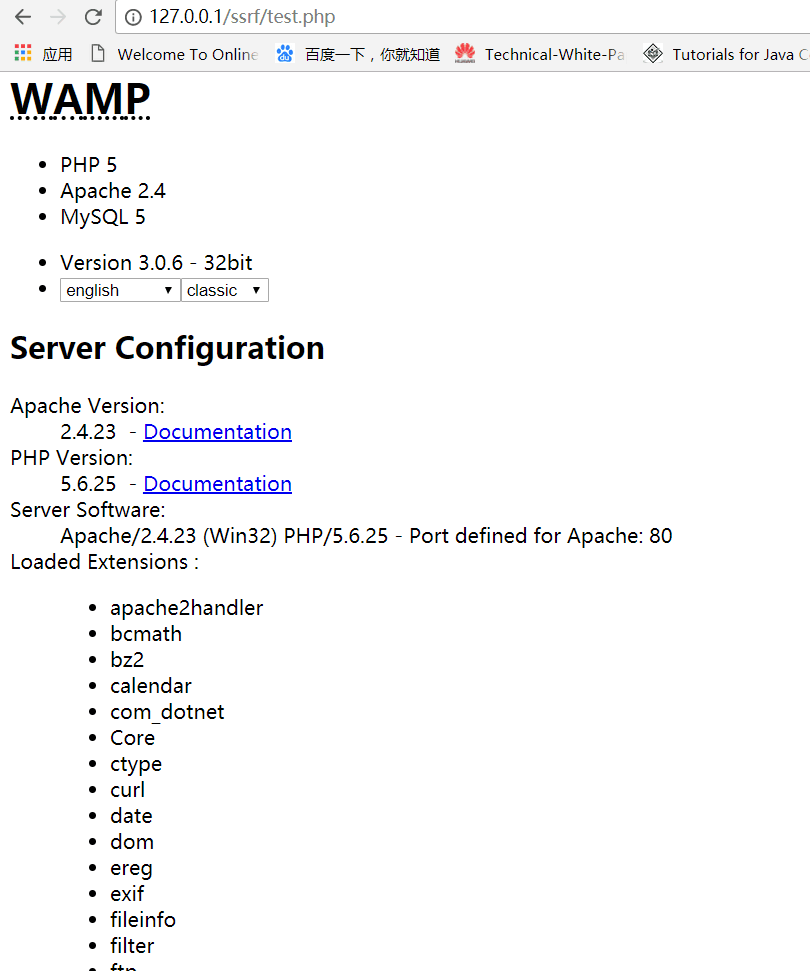 127.0.0.1/ssrf/test.php
应用 Welcome To Online 百度一下，你就知道 Technical-White-Pa Tutorials for Java C
WAMP
PHP 5
Apache 2.4
MySQL 5
Version 3.0.6 - 32bit
english classic
Server Configuration
Apache Version:
2.4.23 - Documentation
PHP Version:
5.6.25 - Documentation
Server Software:
Apache/2.4.23 (Win32) PHP/5.6.25 - Port defined for Apache: 80
Loaded Extensions :
apache2handler
bcmath
bz2
calendar
com_dotnet
Core
ctype
curl
date
dom
ereg
exif
fileinfo
filter
ftp